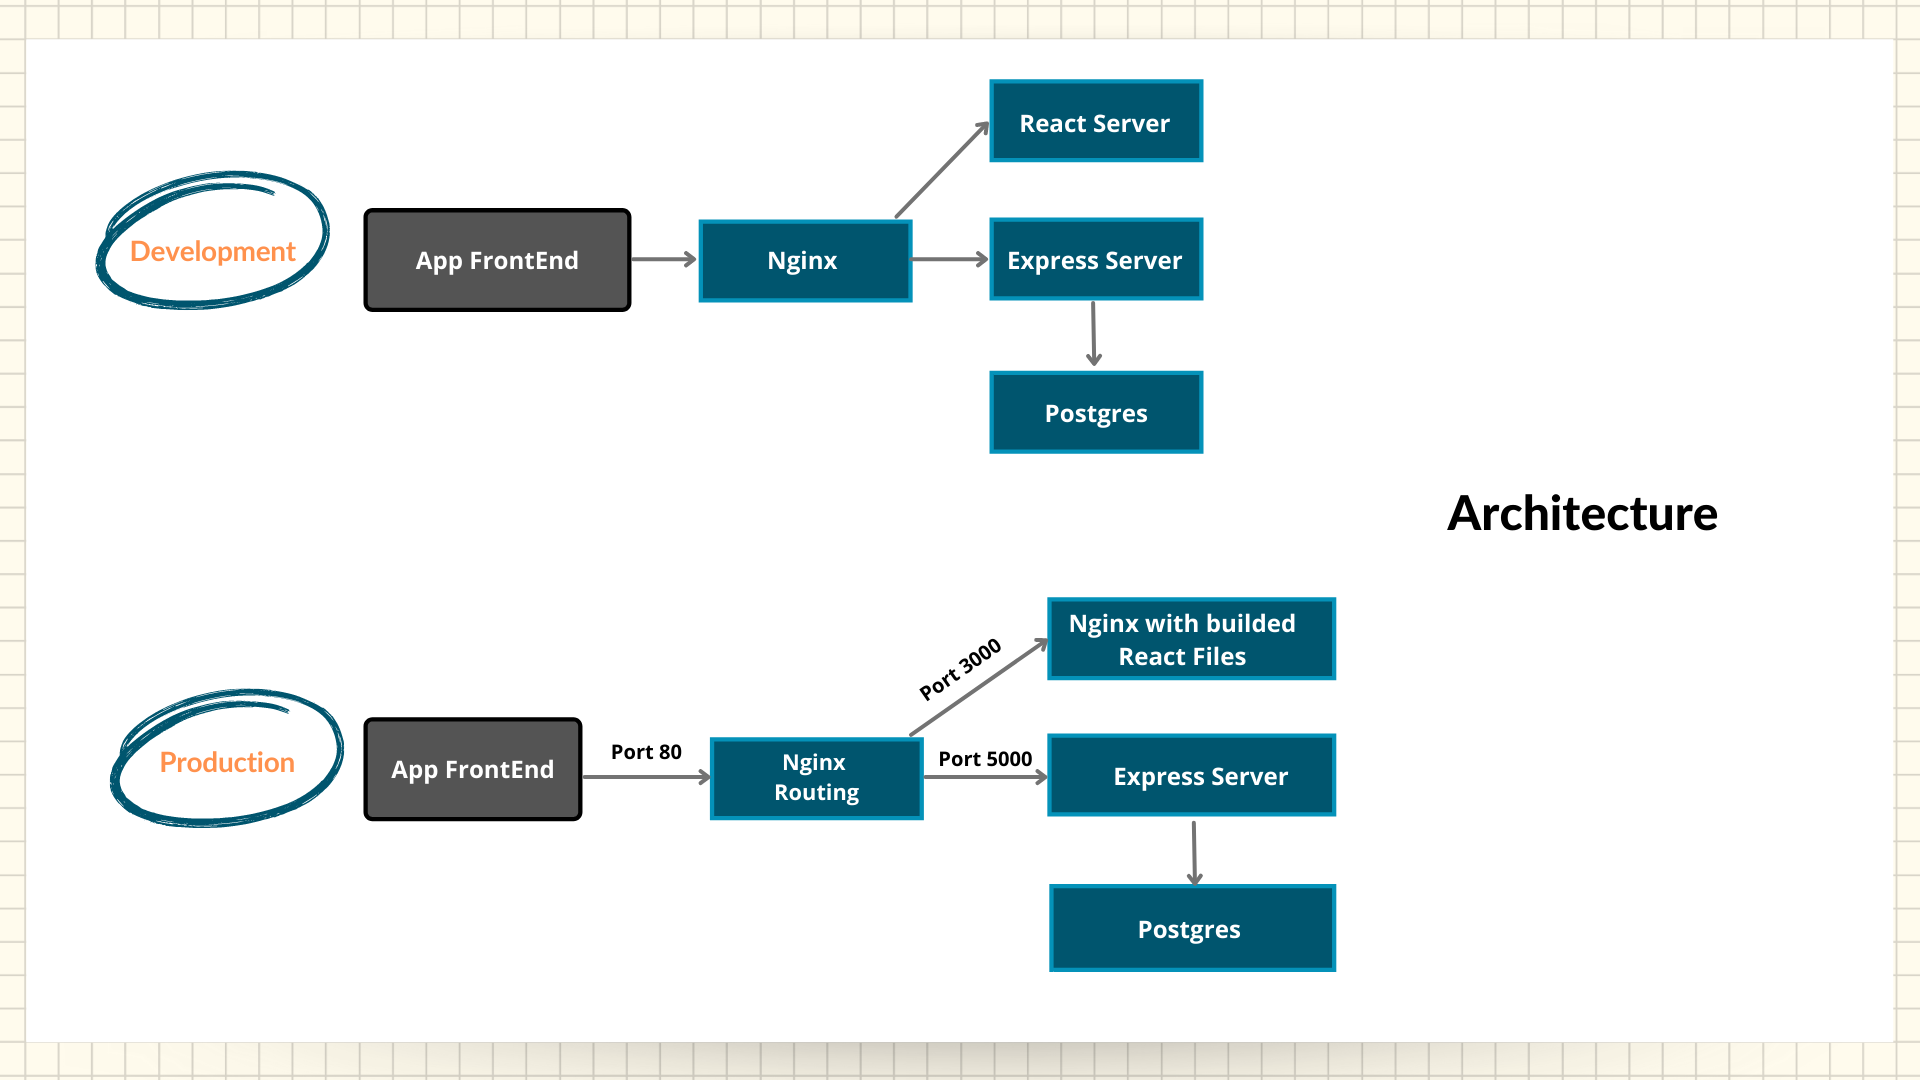 React Server
Development
App FrontEnd
Nginx
Express Server
Postgres
Architecture
Nginx with builded
React Files
Port 3000
Production
App FrontEnd
Port 80
Nginx
Routing
Port 5000
Express Server
Postgres